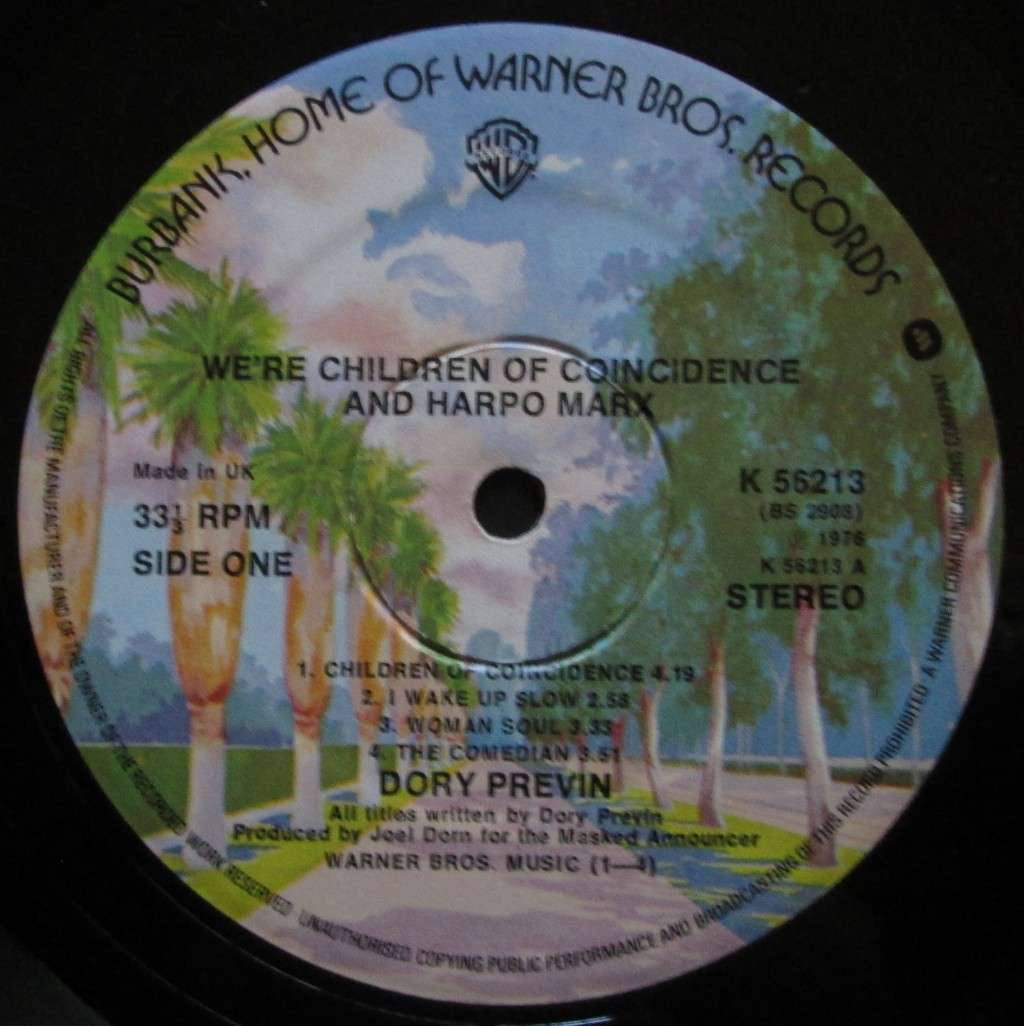 BURBANK, HOME OF WARNER BROS. RECORDS
WE'RE CHILDREN OF COINCIDENCE
AND HARPO MARX
Made in UK
33⅓ RPM
SIDE ONE
K 56213
(BS 2908)
1976
K 56213 A
STEREO
1. CHILDREN OF COINCIDENCE 4.19
2. I WAKE UP SLOW 2.58
3. WOMAN SOUL 3.33
4. THE COMEDIAN 3.51
DORY PREVIN
All titles written by Dory Previn
Produced by Joel Dorn for the Masked Announcer
WARNER BROS. MUSIC (1—4)
ALL RIGHTS OF THE MANUFACTURER AND OF THE OWNER OF THE RECORDED WORK RESERVED UNAUTHORISED COPYING PUBLIC PERFORMANCE AND BROADCASTING OF THIS RECORD PROHIBITED A WARNER COMMUNICATIONS COMPANY